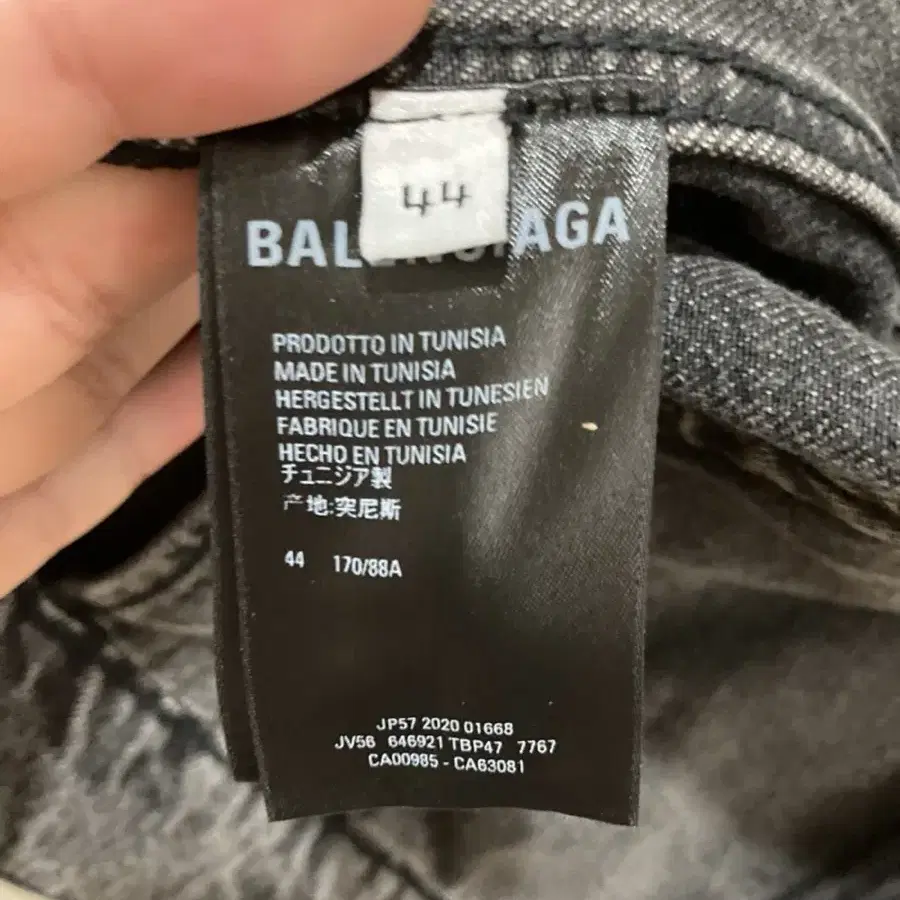 44
BALENCIAGA
PRODOTTO IN TUNISIA
MADE IN TUNISIA
HERGESTELLT IN TUNESIEN
FABRIQUE EN TUNISIE
HECHO EN TUNISIA
チュニジア製
产地:突尼斯
44 170/88A
JP57 2020 01668
JV56 646921 TBP47 7767
CA00985 - CA63081